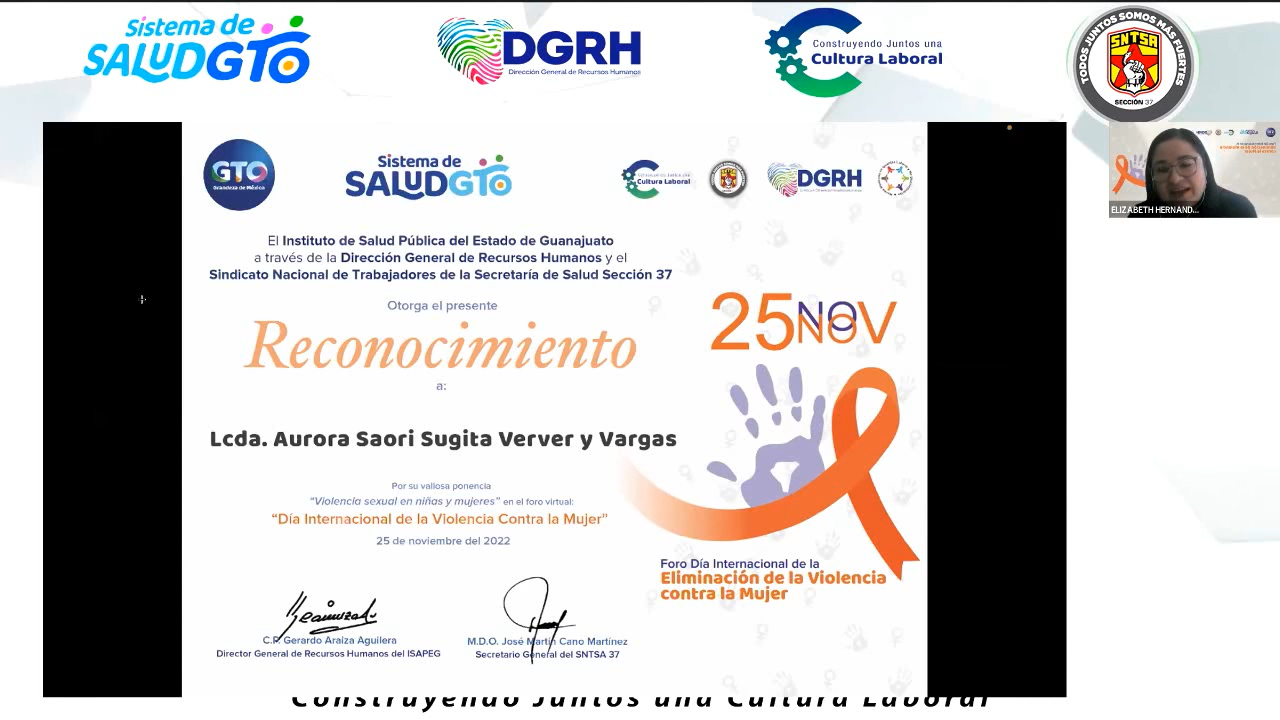 Sistema de
SALUDGTO
DGRH
Dirección General de Recursos Humanos
Construyendo Juntos una
Cultura Laboral
TODOS JUNTOS SOMOS MÁS FUERTES
SNTSA
SECCIÓN 37
GTO
Grandeza de México
Sistema de
SALUDGTO
Construyendo Juntos una
Cultura Laboral
DGRH
ELIZABETH HERNAND...
El Instituto de Salud Pública del Estado de Guanajuato
a través de la Dirección General de Recursos Humanos y el
Sindicato Nacional de Trabajadores de la Secretaría de Salud Sección 37
Otorga el presente
Reconocimiento
a:
Lcda. Aurora Saori Sugita Verver y Vargas
Por su valiosa ponencia
“Violencia sexual en niñas y mujeres” en el foro virtual:
“Día Internacional de la Violencia Contra la Mujer"
25 de noviembre del 2022
25 NO NOV
Foro Día Internacional de la
Eliminación de la Violencia
contra la Mujer
C.P. Gerardo Araiza Aguilera
Director General de Recursos Humanos del ISAPEG
M.D.O. José Martín Cano Martínez
Secretario General del SNTSA 37
Construyendo Juntos una Cultura Laboral